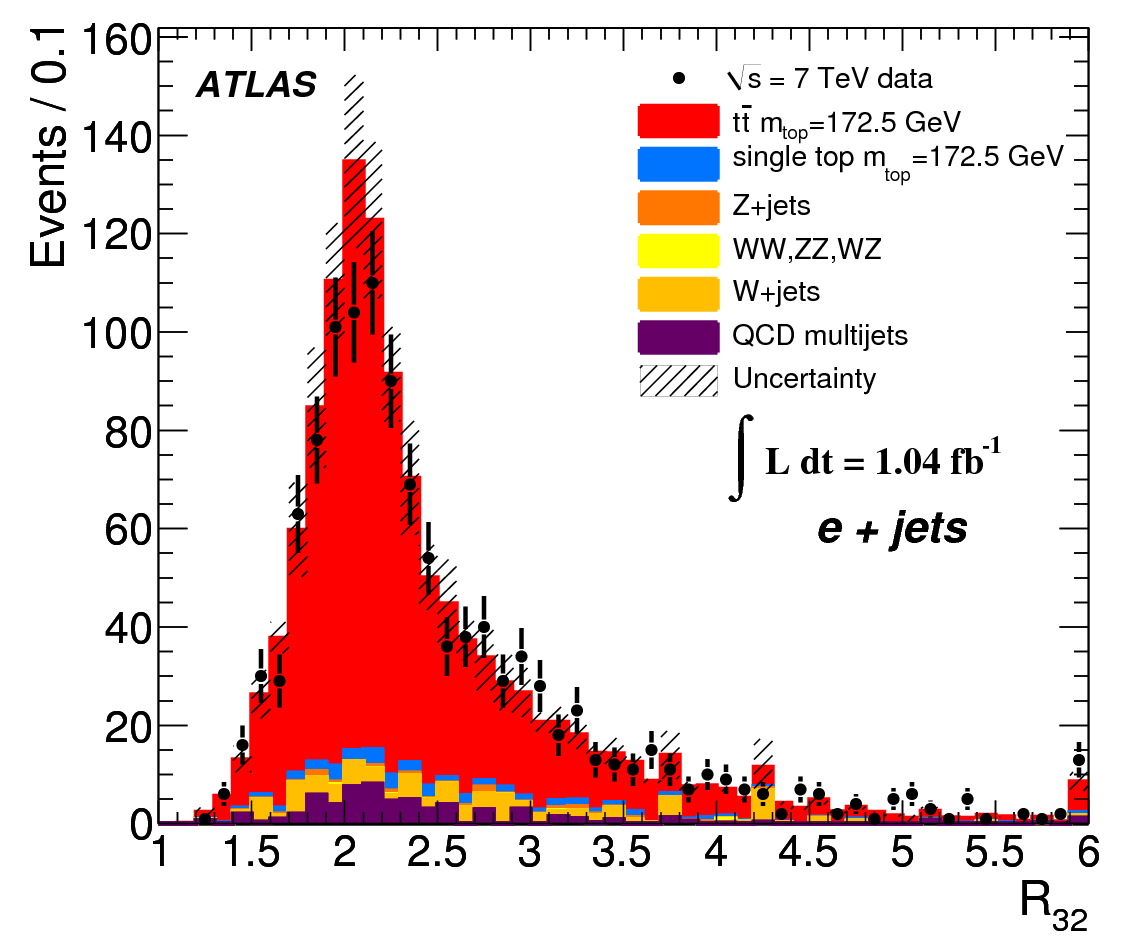 Events / 0.1
160
140
120
100
80
60
40
20
0
ATLAS
√s = 7 TeV data
tt̄ m_top=172.5 GeV
single top m_top=172.5 GeV
Z+jets
WW,ZZ,WZ
W+jets
QCD multijets
Uncertainty
∫ L dt = 1.04 fb⁻¹
e + jets
1 1.5 2 2.5 3 3.5 4 4.5 5 5.5 6
R₃₂